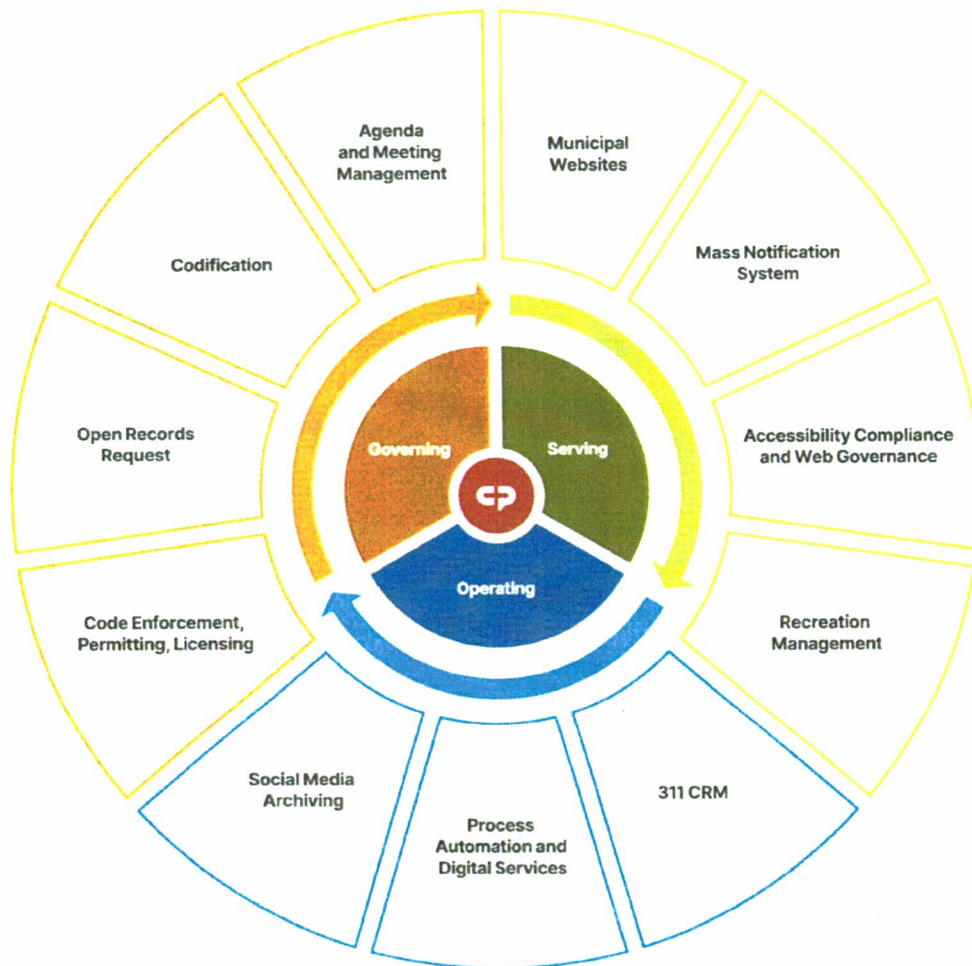 Agenda
and Meeting
Management
Municipal
Websites
Mass Notification
System
Accessibility Compliance
and Web Governance
Recreation
Management
311 CRM
Process
Automation and
Digital Services
Social Media
Archiving
Code Enforcement,
Permitting, Licensing
Open Records
Request
Codification
Governing
Serving
Operating
CP